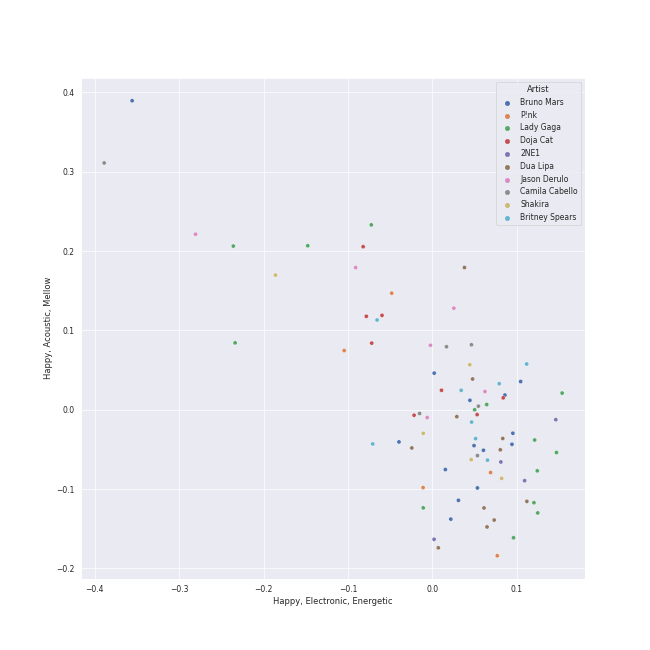 Artist
Bruno Mars
P!nk
Lady Gaga
Doja Cat
2NE1
Dua Lipa
Jason Derulo
Camila Cabello
Shakira
Britney Spears
0.4
0.3
0.2
0.1
0.0
−0.1
−0.2
Happy, Acoustic, Mellow
−0.4
−0.3
−0.2
−0.1
0.0
0.1
Happy, Electronic, Energetic